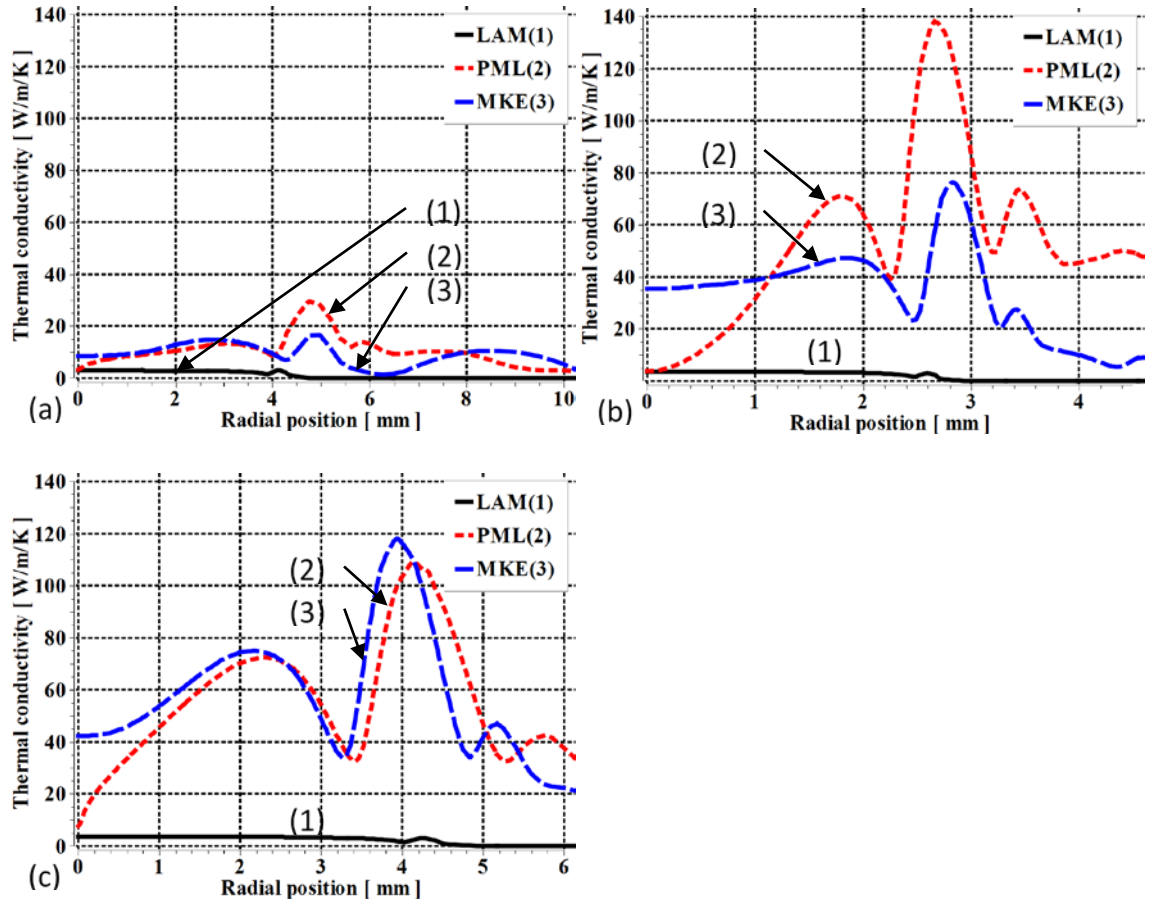 140
120
100
80
60
40
20
0
Thermal conductivity [ W/m/K]
LAM(1)
PML(2)
MKE(3)
(1)
(2)
(3)
0 2 4 6 8 10
Radial position [ mm]
(a)
140
120
100
80
60
40
20
Thermal conductivity [ W/m/K]
LAM(1)
PML(2)
MKE(3)
(2)
(3)
(1)
0 1 2 3 4
Radial position [ mm]
(b)
140
120
100
80
60
40
20
0
Thermal conductivity [ W/m/K]
LAM(1)
PML(2)
MKE(3)
(2)
(3)
(1)
0 1 2 3 4 5 6
Radial position [ mm]
(c)